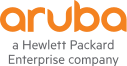 aruba
a Hewlett Packard
Enterprise company